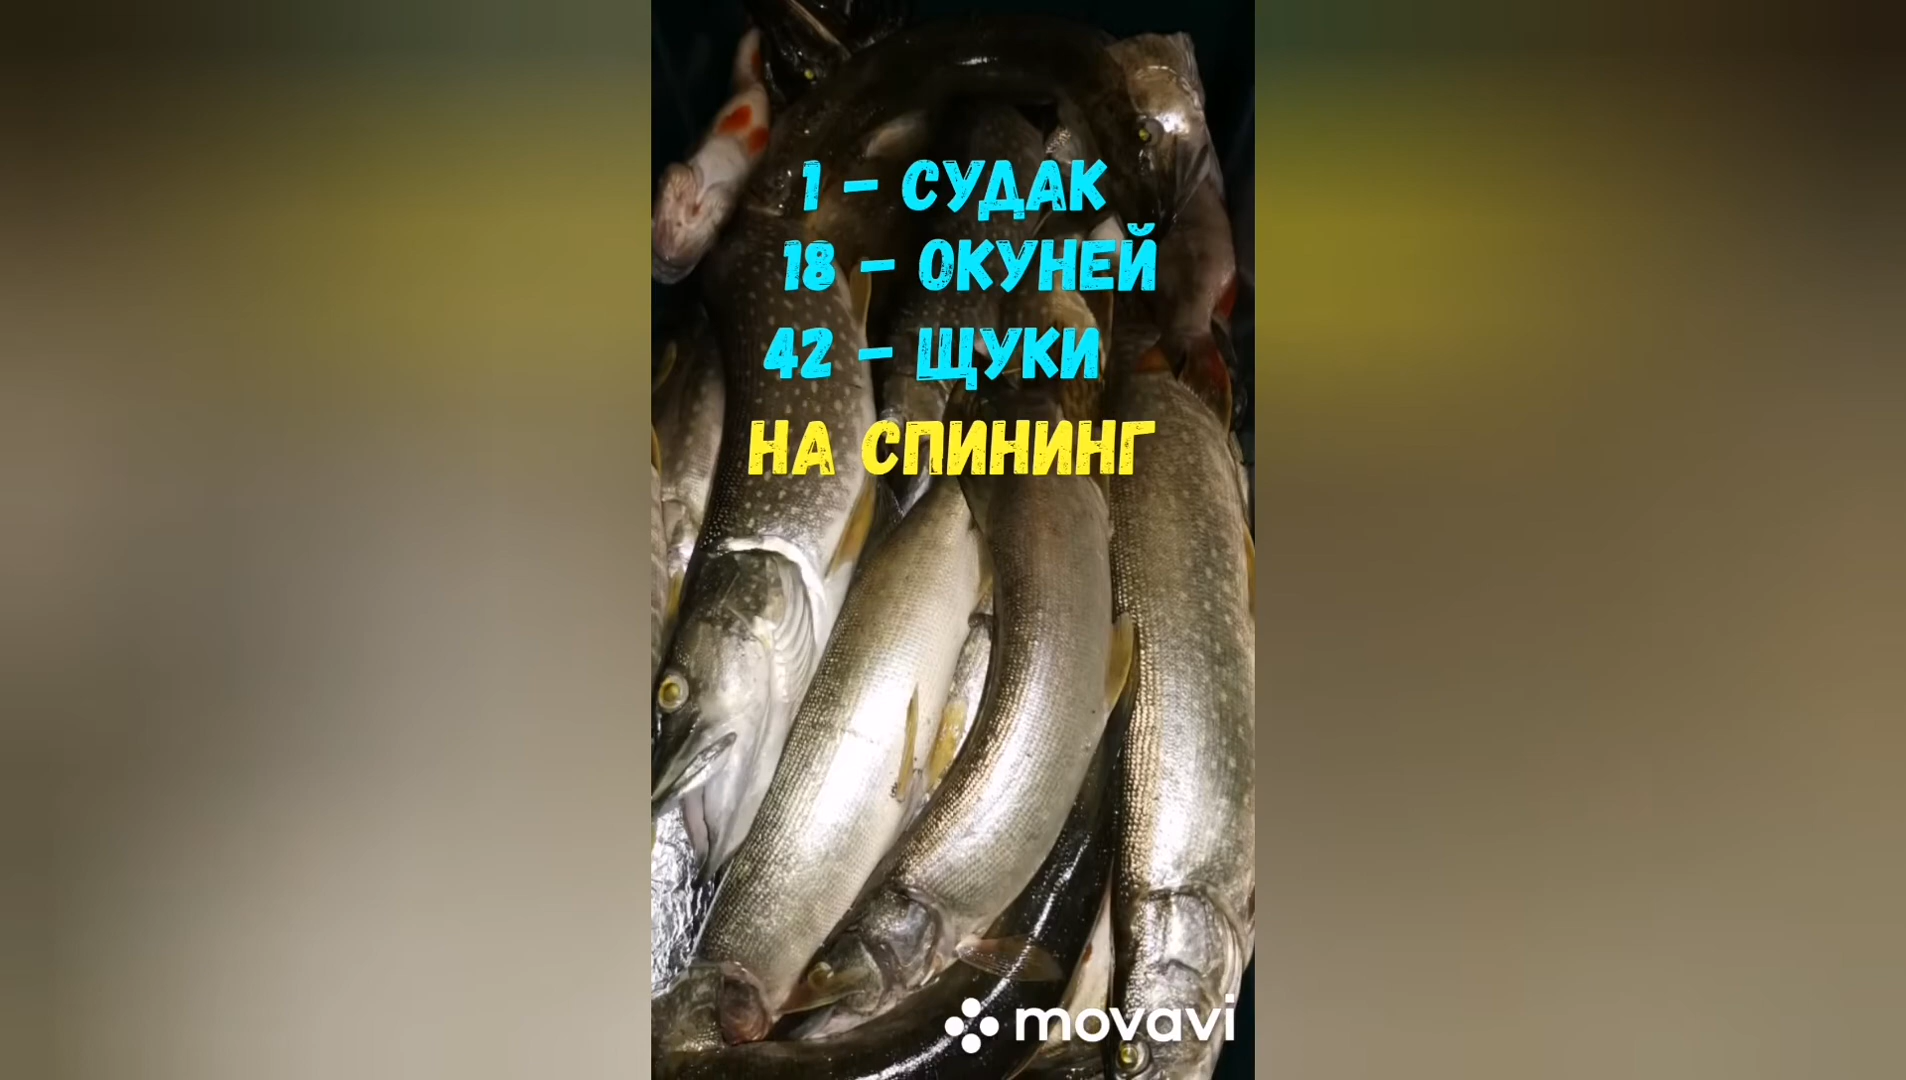 1 - СУДАК
18 - ОКУНЕЙ
42 - ЩУКИ
НА СПИНИНГ
movavi